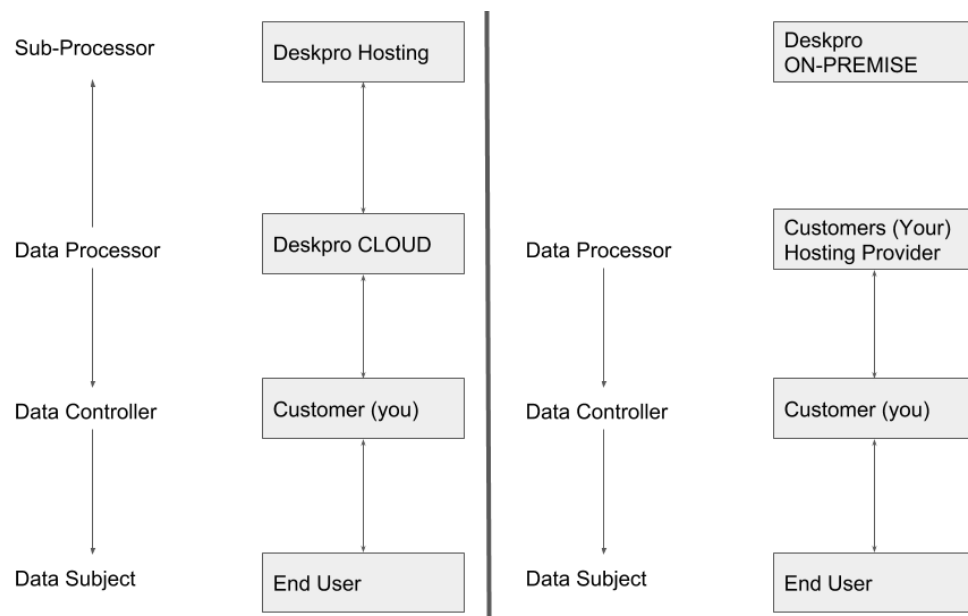 Sub-Processor
Deskpro Hosting
Data Processor
Deskpro CLOUD
Data Controller
Customer (you)
Data Subject
End User
Deskpro
ON-PREMISE
Data Processor
Customers (Your)
Hosting Provider
Data Controller
Customer (you)
Data Subject
End User